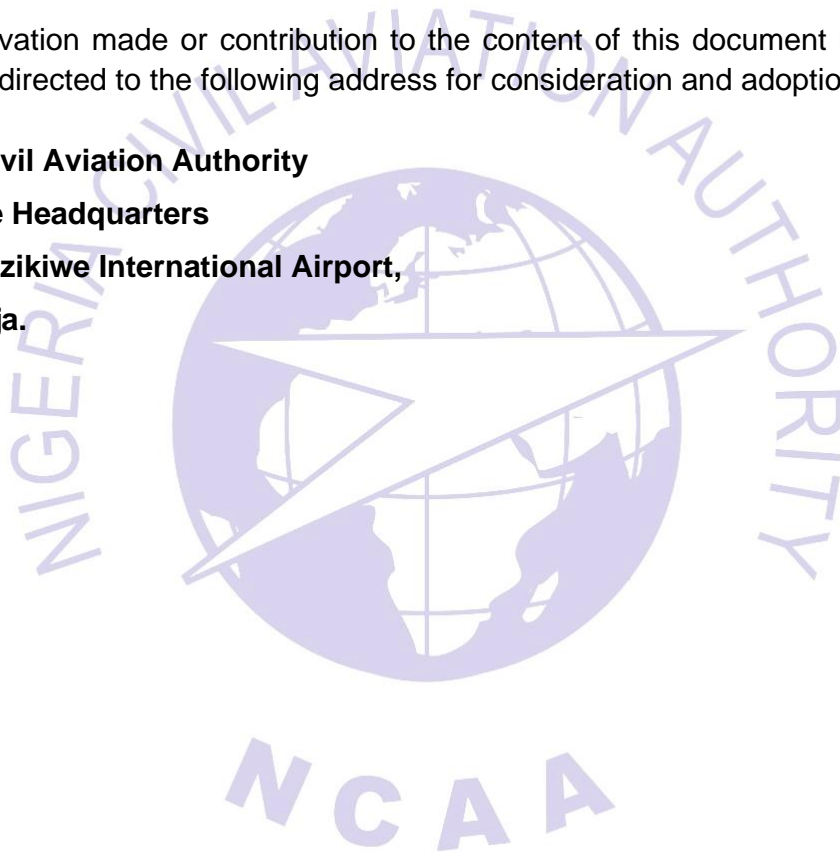 vation made or contribution to the content of this document
directed to the following address for consideration and adoptio
vil Aviation Authority
e Headquarters
zikiwe International Airport,
ja.
NIGERIA CIVIL AVIATION AUTHORITY
NCAA